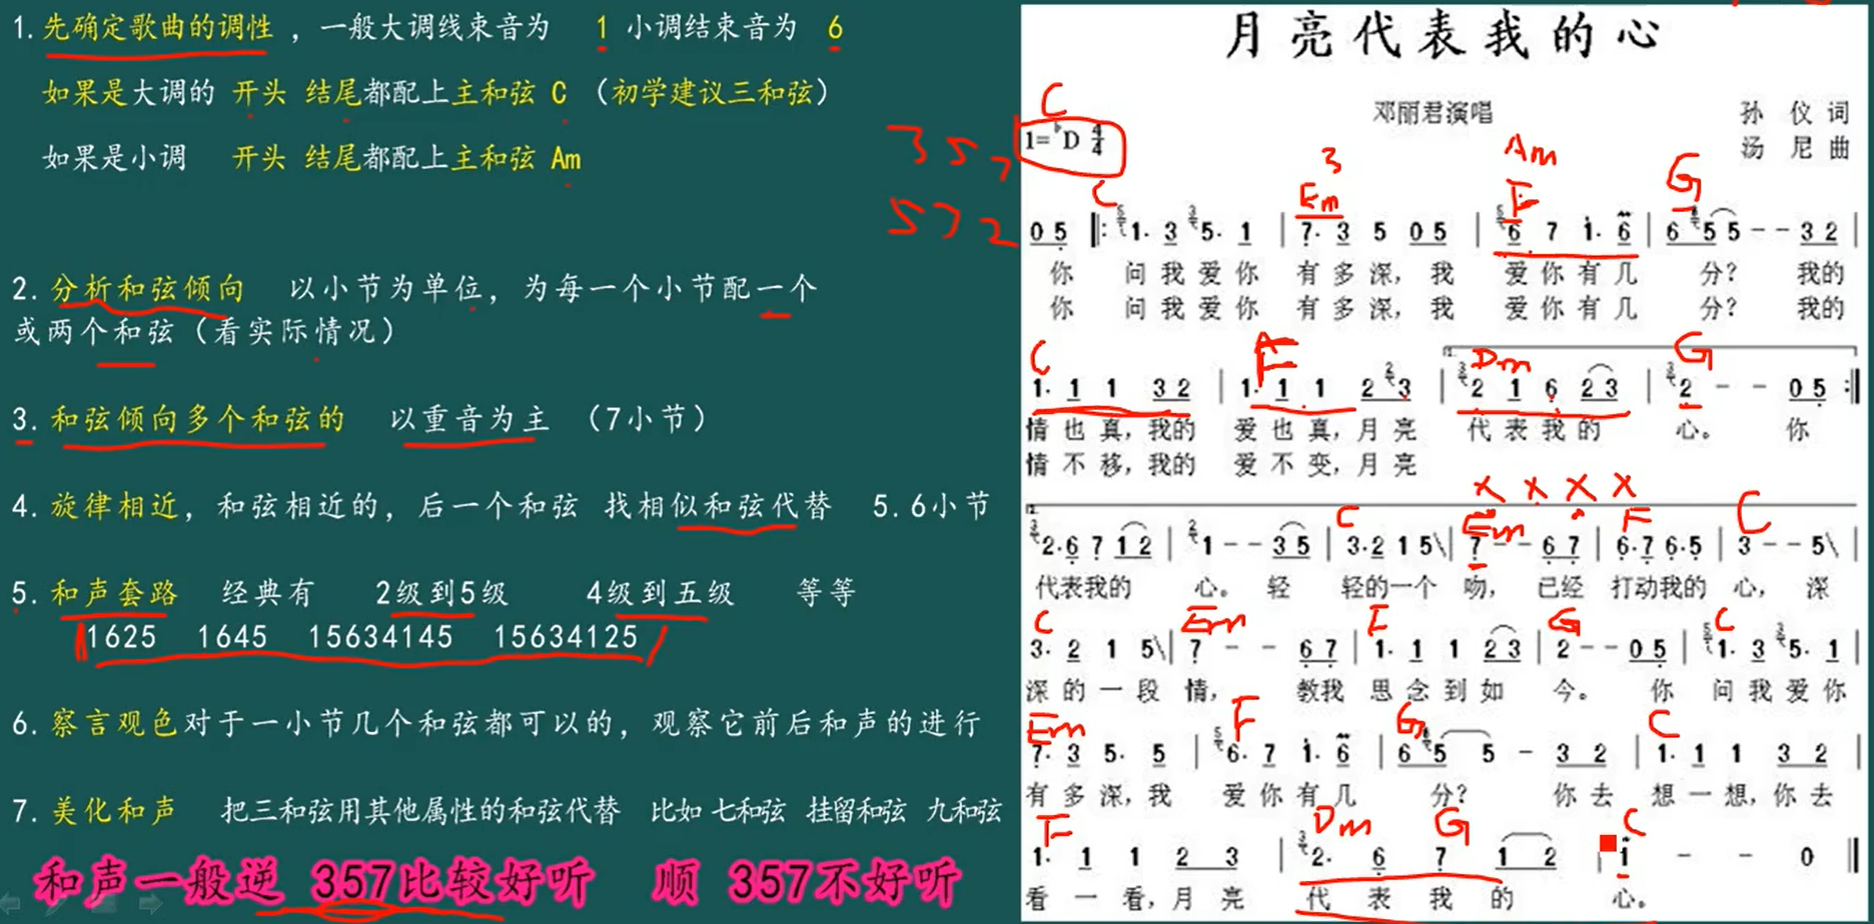 1. 先确定歌曲的调性 ，一般大调线束音为 1 小调结束音为 6
如果是大调的 开头 结尾都配上主和弦 C （初学建议三和弦）
如果是小调 开头 结尾都配上主和弦 Am
2. 分析和弦倾向 以小节为单位，为每一个小节配一个
或两个和弦（看实际情况）
3. 和弦倾向多个和弦的 以重音为主 （7小节）
4. 旋律相近，和弦相近的，后一个和弦 找相似和弦代替 5.6小节
5. 和声套路 经典有 2级到5级 4级到五级 等等
1625 1645 15634145 15634125
6. 察言观色对于一小节几个和弦都可以的，观察它前后和声的进行
7. 美化和声 把三和弦用其他属性的和弦代替 比如 七和弦 挂留和弦 九和弦
和声一般逆 357比较好听 顺 357不好听
3 5 7
5 7 2
月亮代表我的心
C
邓丽君演唱 孙 仪 词
1= D 4/4 汤 尼 曲
C Em 3 F Am G
0 5 1· 3 5· 1 7· 3 5 0 5 6 7 1· 6 6 5 5 - - 3 2
你 问我爱你 有多深，我 爱你有几 分？ 我的
你 问我爱你 有多深，我 爱你有几 分？ 我的
C F Dm G
1· 1 1 3 2 1· 1 1 2 3 2 1 6 2 3 2 - - 0 5
情也真，我的 爱也真，月亮 代表我的 心。 你
情不移，我的 爱不变，月亮
x x x x
C Em F C
2· 6 7 1 2 1 - - 3 5 3· 2 1 5 7 - - 6 7 6· 7 6· 5 3 - - 5
代表我的 心。 轻 轻的一个 吻， 已经 打动我的 心， 深
C Em F G C
3· 2 1 5 7 - - 6 7 1· 1 1 2 3 2 - - 0 5 1· 3 5· 1
深的一段 情， 教我 思念到如 今。 你 问我爱你
Em F G C
7· 3 5· 5 6· 7 1· 6 6 5 5 - 3 2 1· 1 1 3 2
有多深，我 爱你有几 分？ 你去 想一想，你去
F Dm G C
1· 1 1 2 3 2· 6 7 1 2 1 - - 0
看一看，月亮 代表我的 心。